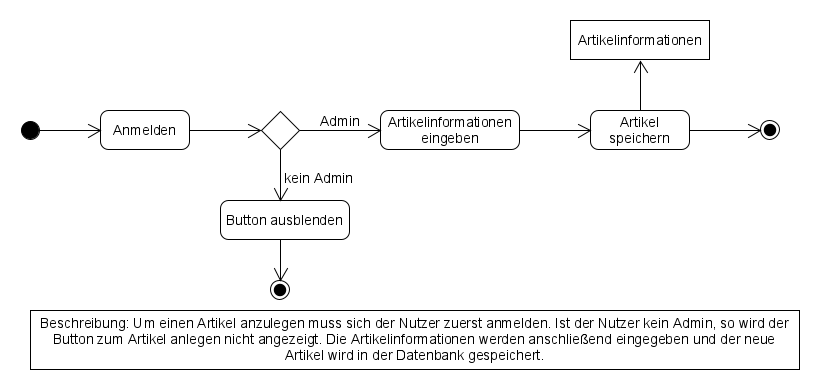 Artikelinformationen
Anmelden
Admin
Artikelinformationen
eingeben
Artikel
speichern
kein Admin
Button ausblenden
Beschreibung: Um einen Artikel anzulegen muss sich der Nutzer zuerst anmelden. Ist der Nutzer kein Admin, so wird der
Button zum Artikel anlegen nicht angezeigt. Die Artikelinformationen werden anschließend eingegeben und der neue
Artikel wird in der Datenbank gespeichert.